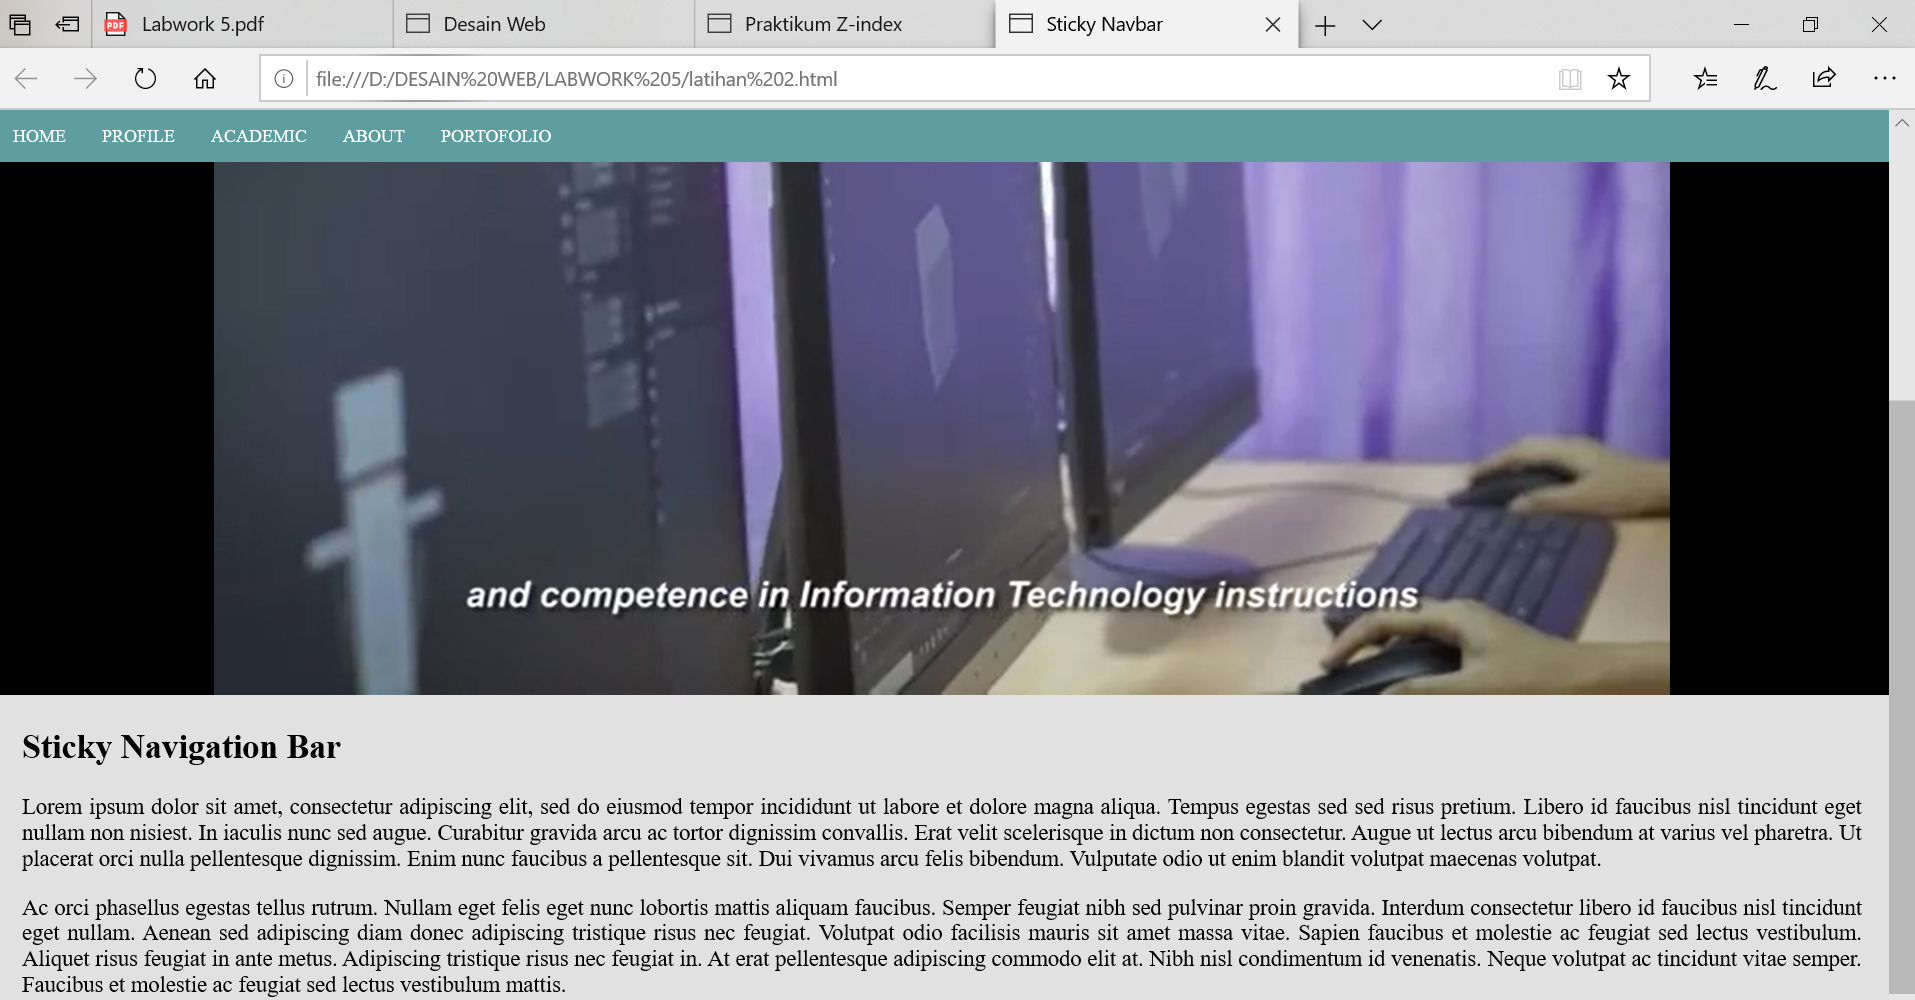 Labwork 5.pdf
Desain Web
Praktikum Z-index
Sticky Navbar
file:///D:/DESAIN%20WEB/LABWORK%205/latihan%202.html
HOME PROFILE ACADEMIC ABOUT PORTOFOLIO
and competence in Information Technology instructions
Sticky Navigation Bar
Lorem ipsum dolor sit amet, consectetur adipiscing elit, sed do eiusmod tempor incididunt ut labore et dolore magna aliqua. Tempus egestas sed sed risus pretium. Libero id faucibus nisl tincidunt eget
nullam non nisiest. In iaculis nunc sed augue. Curabitur gravida arcu ac tortor dignissim convallis. Erat velit scelerisque in dictum non consectetur. Augue ut lectus arcu bibendum at varius vel pharetra. Ut
placerat orci nulla pellentesque dignissim. Enim nunc faucibus a pellentesque sit. Dui vivamus arcu felis bibendum. Vulputate odio ut enim blandit volutpat maecenas volutpat.
Ac orci phasellus egestas tellus rutrum. Nullam eget felis eget nunc lobortis mattis aliquam faucibus. Semper feugiat nibh sed pulvinar proin gravida. Interdum consectetur libero id faucibus nisl tincidunt
eget nullam. Aenean sed adipiscing diam donec adipiscing tristique risus nec feugiat. Volutpat odio facilisis mauris sit amet massa vitae. Sapien faucibus et molestie ac feugiat sed lectus vestibulum.
Aliquet risus feugiat in ante metus. Adipiscing tristique risus nec feugiat in. At erat pellentesque adipiscing commodo elit at. Nibh nisl condimentum id venenatis. Neque volutpat ac tincidunt vitae semper.
Faucibus et molestie ac feugiat sed lectus vestibulum mattis.